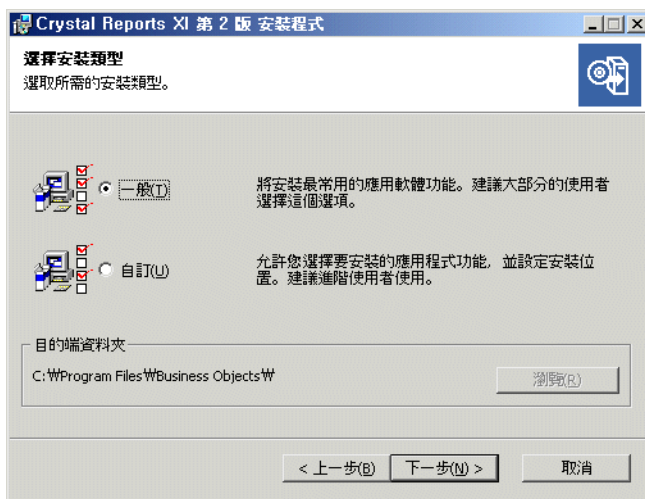 Crystal Reports XI 第 2 版 安裝程式
選擇安裝類型
選取所需的安裝類型。
一般(T)
將安裝最常用的應用軟體功能。建議大部分的使用者
選擇這個選項。
自訂(U)
允許您選擇要安裝的應用程式功能, 並設定安裝位
置。建議進階使用者使用。
目的端資料夾
C:₩Program Files₩Business Objects₩
瀏覽(R)
< 上一步(B)
下一步(N) >
取消